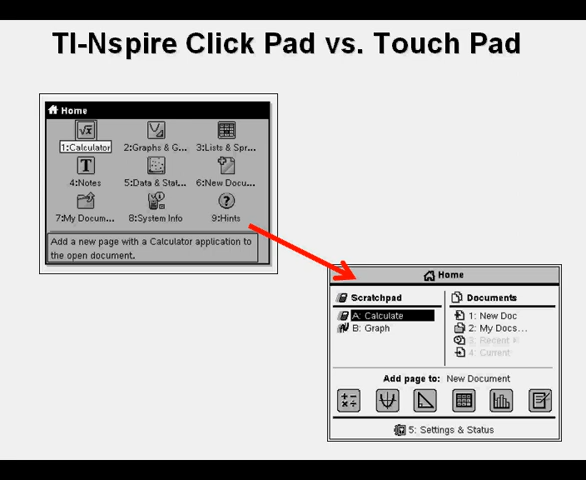 TI-Nspire Click Pad vs. Touch Pad
Home
1:Calculator
2:Graphs & G...
3:Lists & Spr...
4:Notes
5:Data & Stat...
6:New Docu...
7:My Docum...
8:System Info
9:Hints
Add a new page with a Calculator application to
the open document.
Home
Scratchpad
A: Calculate
B: Graph
Documents
1: New Doc
2: My Docs...
3: Recent
4: Current
Add page to: New Document
5: Settings & Status